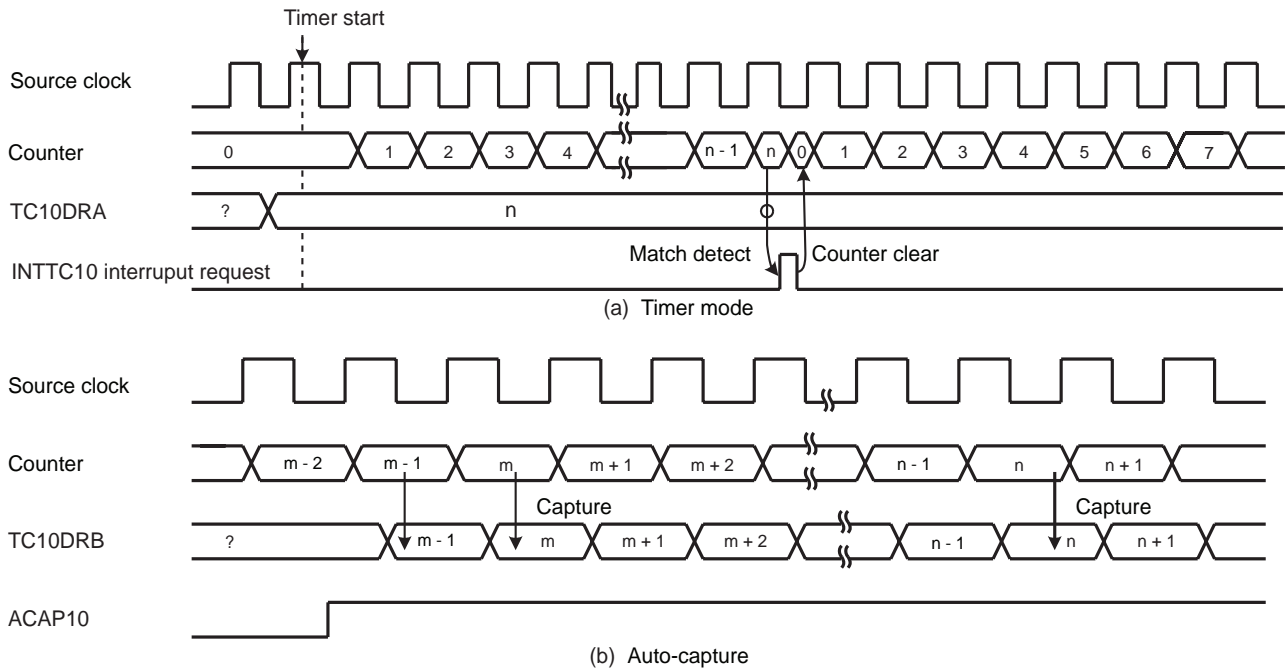 Timer start
Source clock
Counter 0 1 2 3 4 n - 1 n 0 1 2 3 4 5 6 7
TC10DRA ? n
Match detect Counter clear
INTTC10 interruput request
(a) Timer mode
Source clock
Counter m - 2 m - 1 m m + 1 m + 2 n - 1 n n + 1
Capture Capture
TC10DRB ? m - 1 m m + 1 m + 2 n - 1 n n + 1
ACAP10
(b) Auto-capture